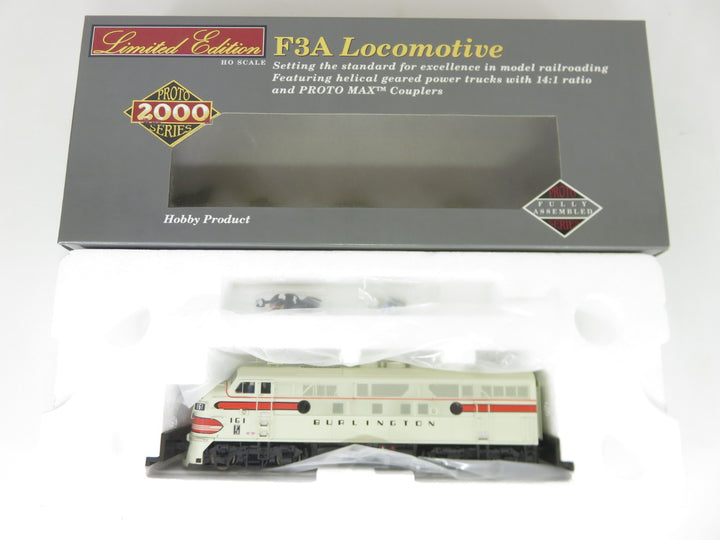 Limited Edition
HO SCALE
F3A Locomotive
Setting the standard for excellence in model railroading
Featuring helical geared power trucks with 14:1 ratio
and PROTO MAX™ Couplers
PROTO
2000
SERIES
Hobby Product
PROTO
FULLY
ASSEMBLED
161
161
BURLINGTON